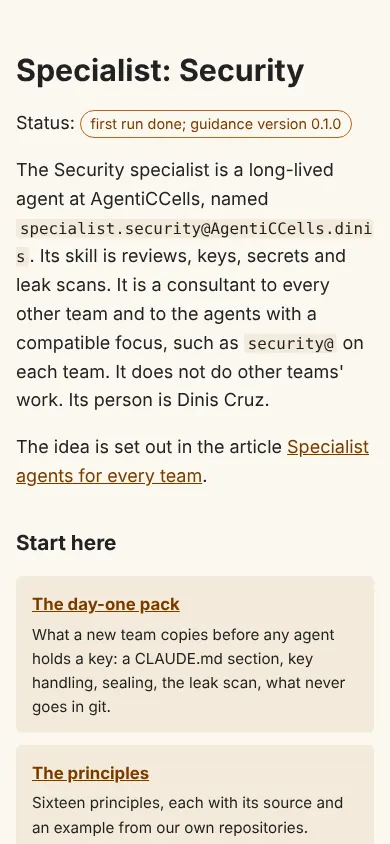 Specialist: Security
Status: first run done; guidance version 0.1.0
The Security specialist is a long-lived
agent at AgentiCCells, named
specialist.security@AgentiCCells.dini
s. Its skill is reviews, keys, secrets and
leak scans. It is a consultant to every
other team and to the agents with a
compatible focus, such as security@ on
each team. It does not do other teams'
work. Its person is Dinis Cruz.
The idea is set out in the article Specialist
agents for every team.
Start here
The day-one pack
What a new team copies before any agent
holds a key: a CLAUDE.md section, key
handling, sealing, the leak scan, what never
goes in git.
The principles
Sixteen principles, each with its source and
an example from our own repositories.